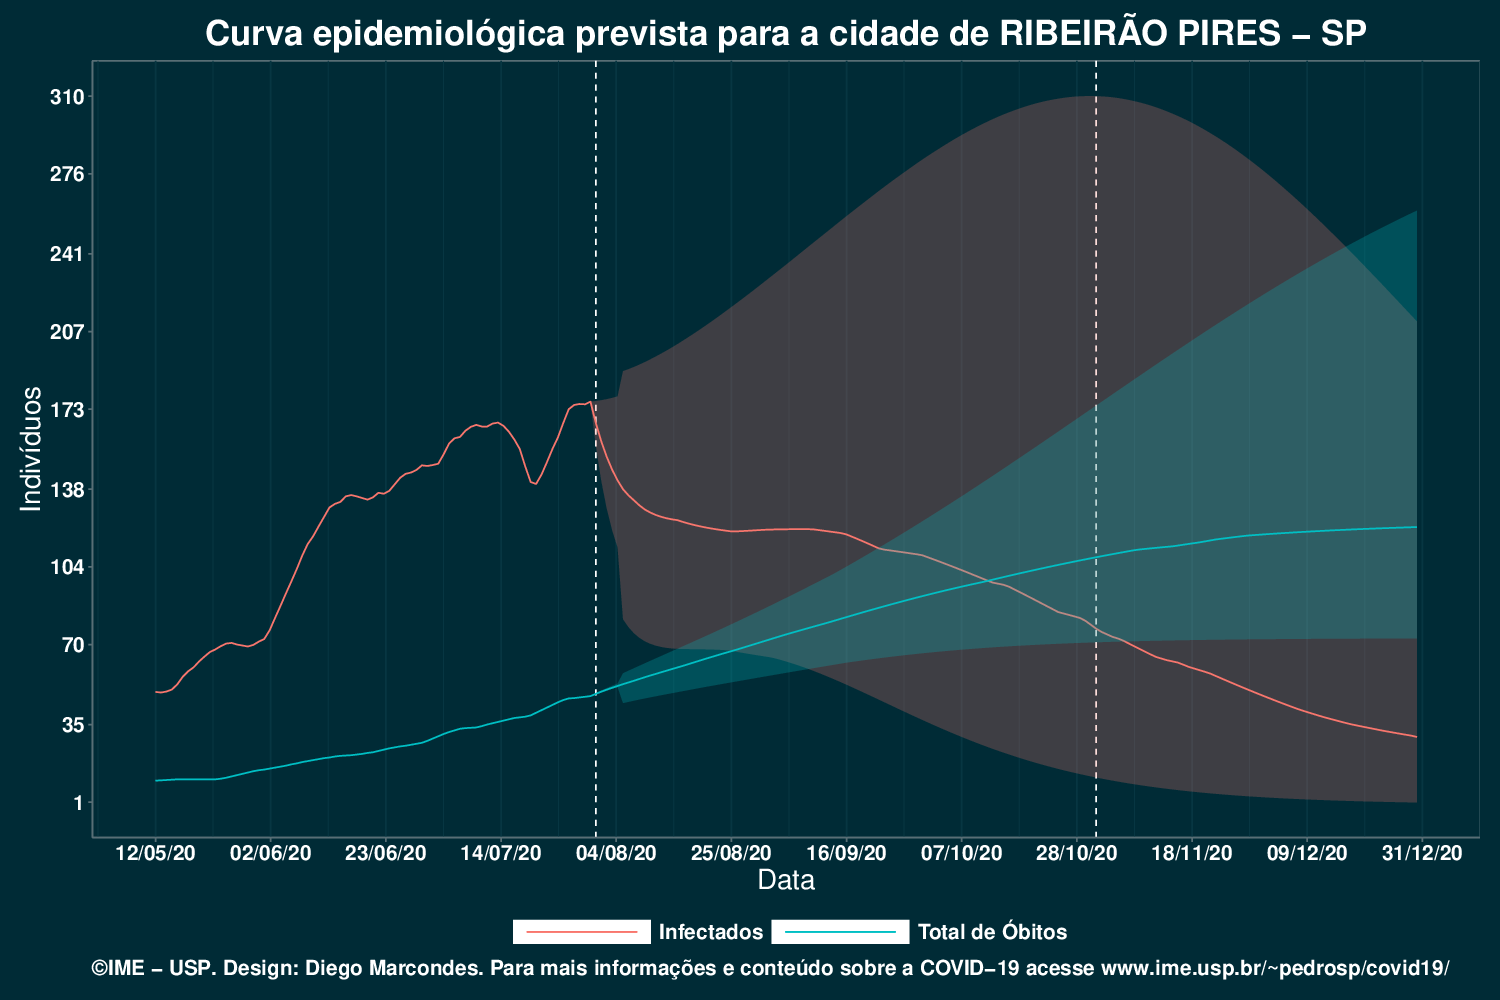 Curva epidemiológica prevista para a cidade de RIBEIRÃO PIRES – SP
310
276
241
207
173
138
104
70
35
1
Indivíduos
12/05/20 02/06/20 23/06/20 14/07/20 04/08/20 25/08/20 16/09/20 07/10/20 28/10/20 18/11/20 09/12/20 31/12/20
Data
Infectados Total de Óbitos
©IME – USP. Design: Diego Marcondes. Para mais informações e conteúdo sobre a COVID–19 acesse www.ime.usp.br/~pedrosp/covid19/